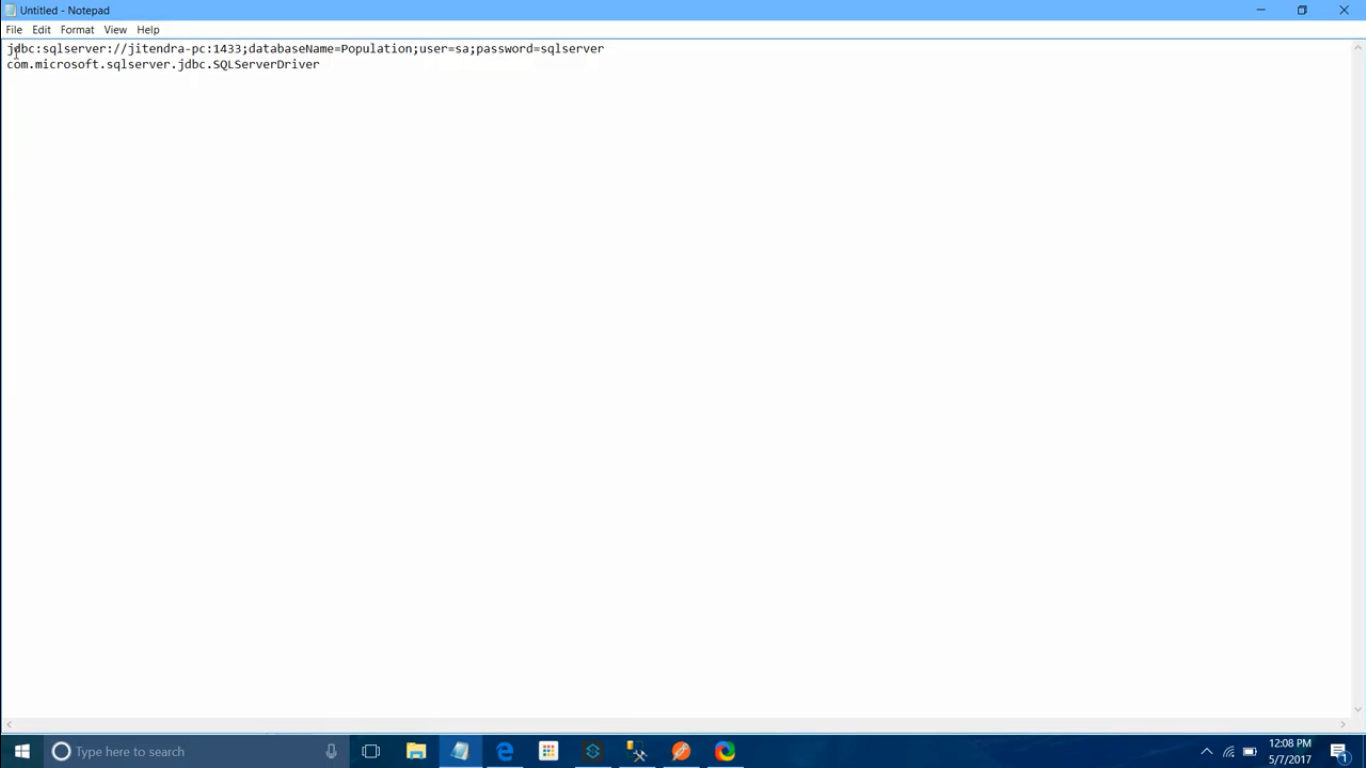 Untitled - Notepad
File Edit Format View Help
jdbc:sqlserver://jitendra-pc:1433;databaseName=Population;user=sa;password=sqlserver
com.microsoft.sqlserver.jdbc.SQLServerDriver
Type here to search
12:08 PM
5/7/2017
1